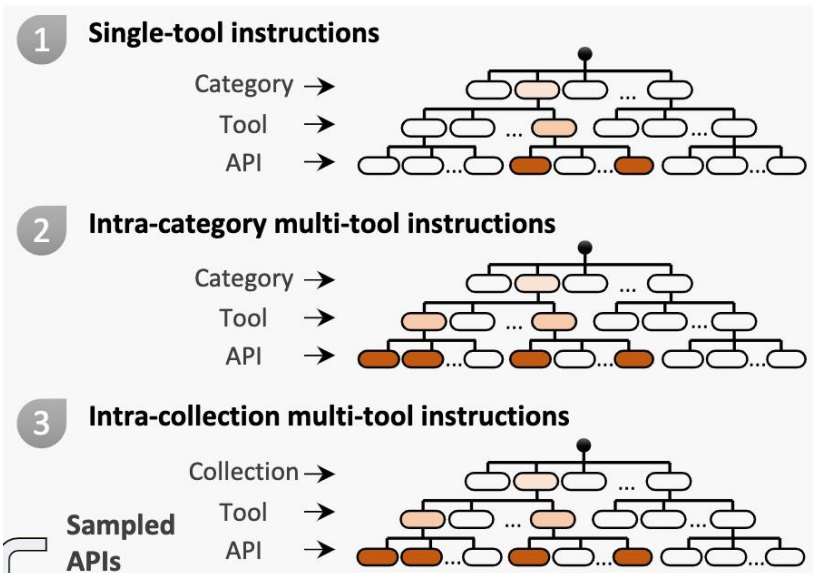 1 Single-tool instructions
Category →
...
Tool →
... ...
API →
... ... ...
2 Intra-category multi-tool instructions
Category →
...
Tool →
... ...
API →
... ... ...
3 Intra-collection multi-tool instructions
Collection →
...
Tool →
... ...
API →
... ... ...
Sampled
APIs